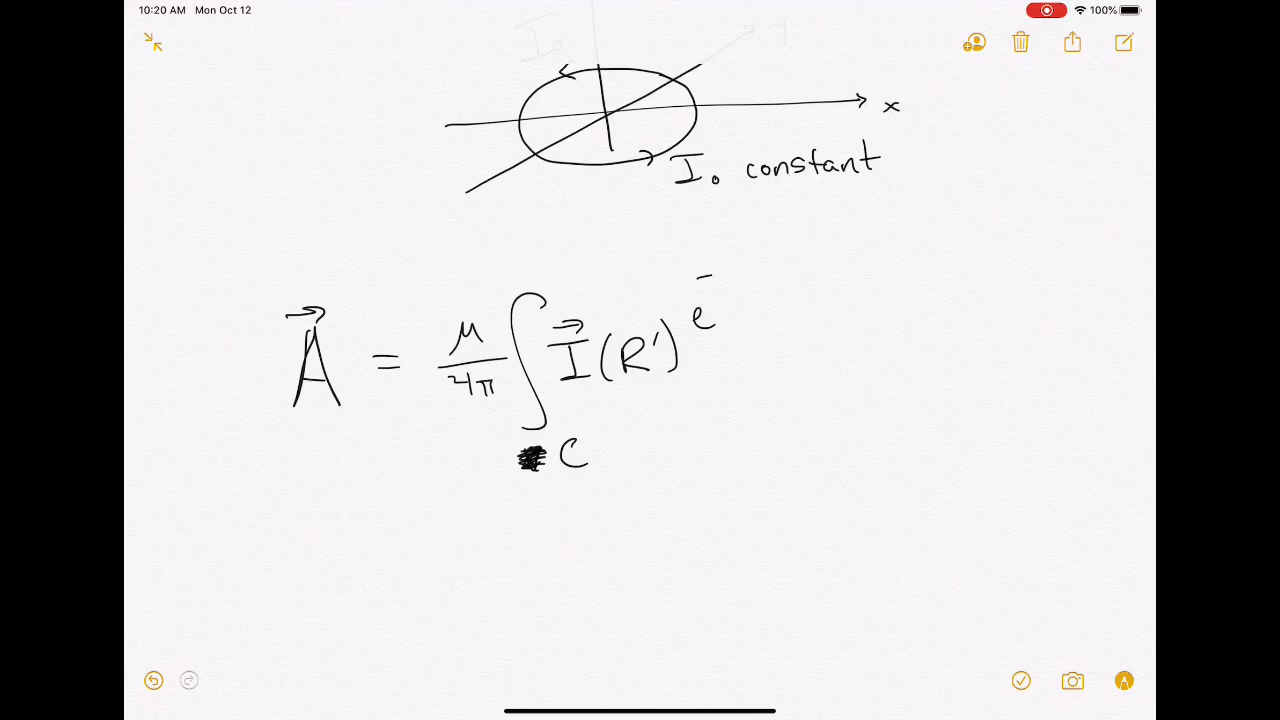 10:20 AM Mon Oct 12
100%
x
I₀ constant
A⃗ = μ/4π ∫ I⃗(R′) e⁻
C